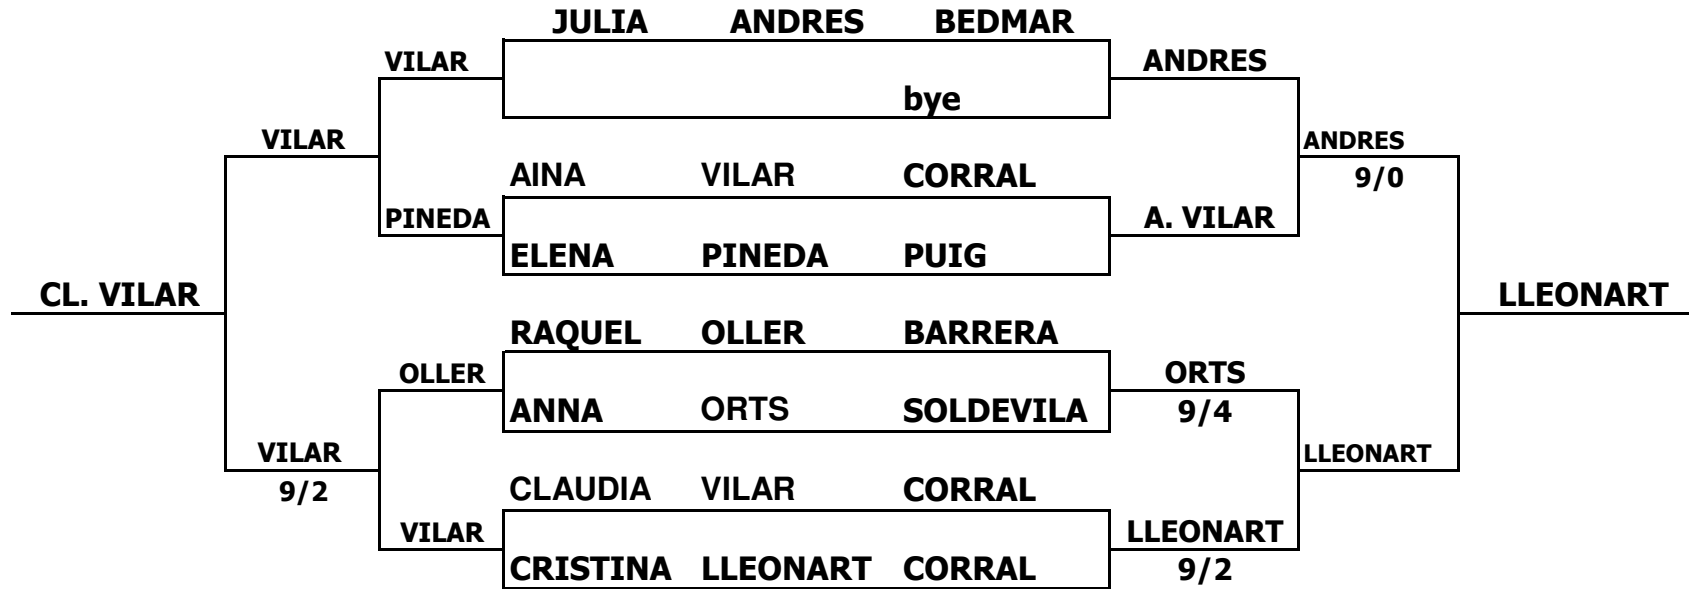 JULIA ANDRES BEDMAR
VILAR ANDRES
bye
VILAR ANDRES
AINA VILAR CORRAL 9/0
PINEDA A. VILAR
ELENA PINEDA PUIG
CL. VILAR LLEONART
RAQUEL OLLER BARRERA
OLLER ORTS
ANNA ORTS SOLDEVILA 9/4
VILAR LLEONART
9/2 CLAUDIA VILAR CORRAL
VILAR LLEONART
CRISTINA LLEONART CORRAL 9/2